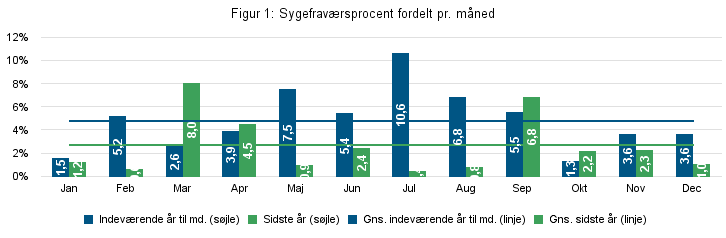 Figur 1: Sygefraværsprocent fordelt pr. måned
12%
10%
8%
6%
4%
2%
0%
1,5 1,2 5,2 2,6 8,0 3,9 4,5 7,5 0,9 5,4 2,4 10,6 6,8 0,8 5,5 6,8 1,3 2,2 3,6 2,3 3,6 1,0
Jan Feb Mar Apr Maj Jun Jul Aug Sep Okt Nov Dec
Indeværende år til md. (søjle) Sidste år (søjle) Gns. indeværende år til md. (linje) Gns. sidste år (linje)